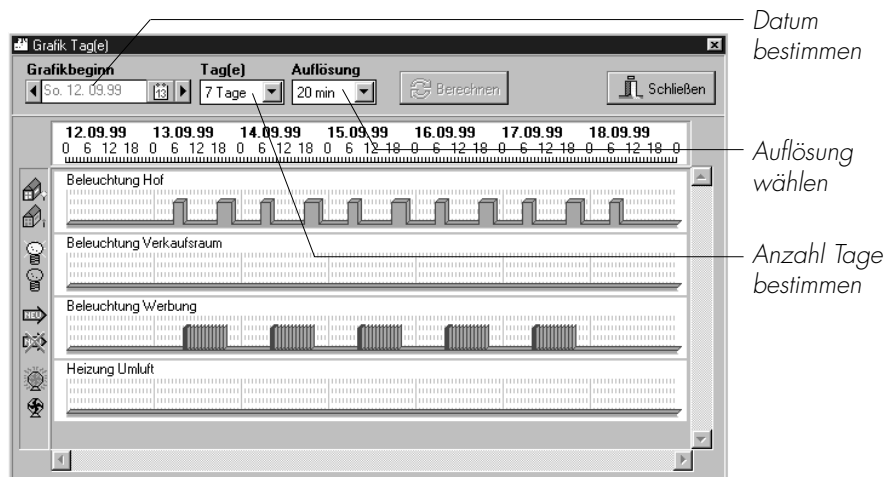 Datum
bestimmen
Grafik Tag(e)
Grafikbeginn Tag(e) Auflösung
So. 12. 09.99 13 7 Tage 20 min Berechnen Schließen
12.09.99 13.09.99 14.09.99 15.09.99 16.09.99 17.09.99 18.09.99
0 6 12 18 0 6 12 18 0 6 12 18 0 6 12 18 0 6 12 18 0 6 12 18 0 6 12 18 0
Auflösung
wählen
Beleuchtung Hof
Beleuchtung Verkaufsraum
Anzahl Tage
bestimmen
Beleuchtung Werbung
NEU
Heizung Umluft